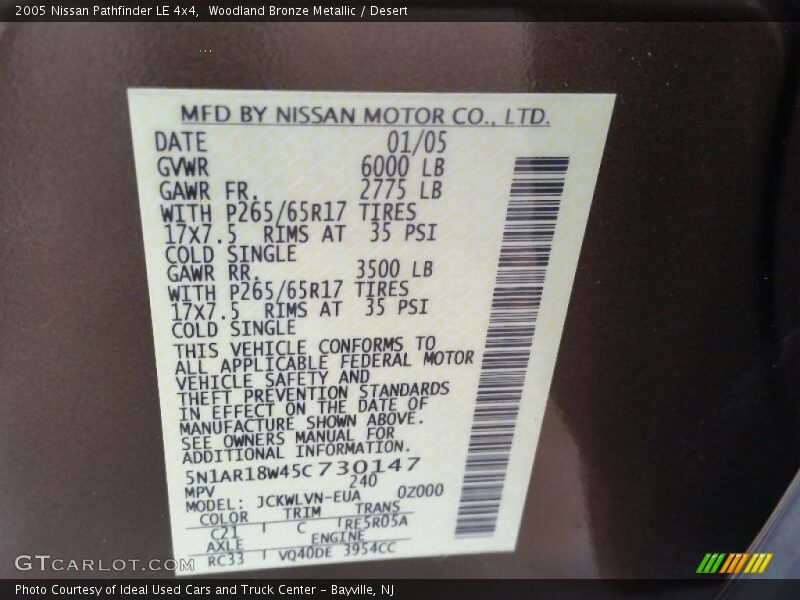 2005 Nissan Pathfinder LE 4x4,  Woodland Bronze Metallic / Desert
MFD BY NISSAN MOTOR CO., LTD.
DATE 01/05
GVWR 6000 LB
GAWR FR. 2775 LB
WITH P265/65R17 TIRES
17X7.5 RIMS AT 35 PSI
COLD SINGLE
GAWR RR. 3500 LB
WITH P265/65R17 TIRES
17X7.5 RIMS AT 35 PSI
COLD SINGLE
THIS VEHICLE CONFORMS TO
ALL APPLICABLE FEDERAL MOTOR
VEHICLE SAFETY AND
THEFT PREVENTION STANDARDS
IN EFFECT ON THE DATE OF
MANUFACTURE SHOWN ABOVE.
SEE OWNERS MANUAL FOR
ADDITIONAL INFORMATION.
5N1AR18W45C730147
MPV 240 0Z000
MODEL: JCKWLVN-EUA
COLOR TRIM TRANS
C21 C RE5R05A
AXLE ENGINE
RC33 VQ40DE 3954CC
GTCARLOT.COM
Photo Courtesy of Ideal Used Cars and Truck Center - Bayville, NJ